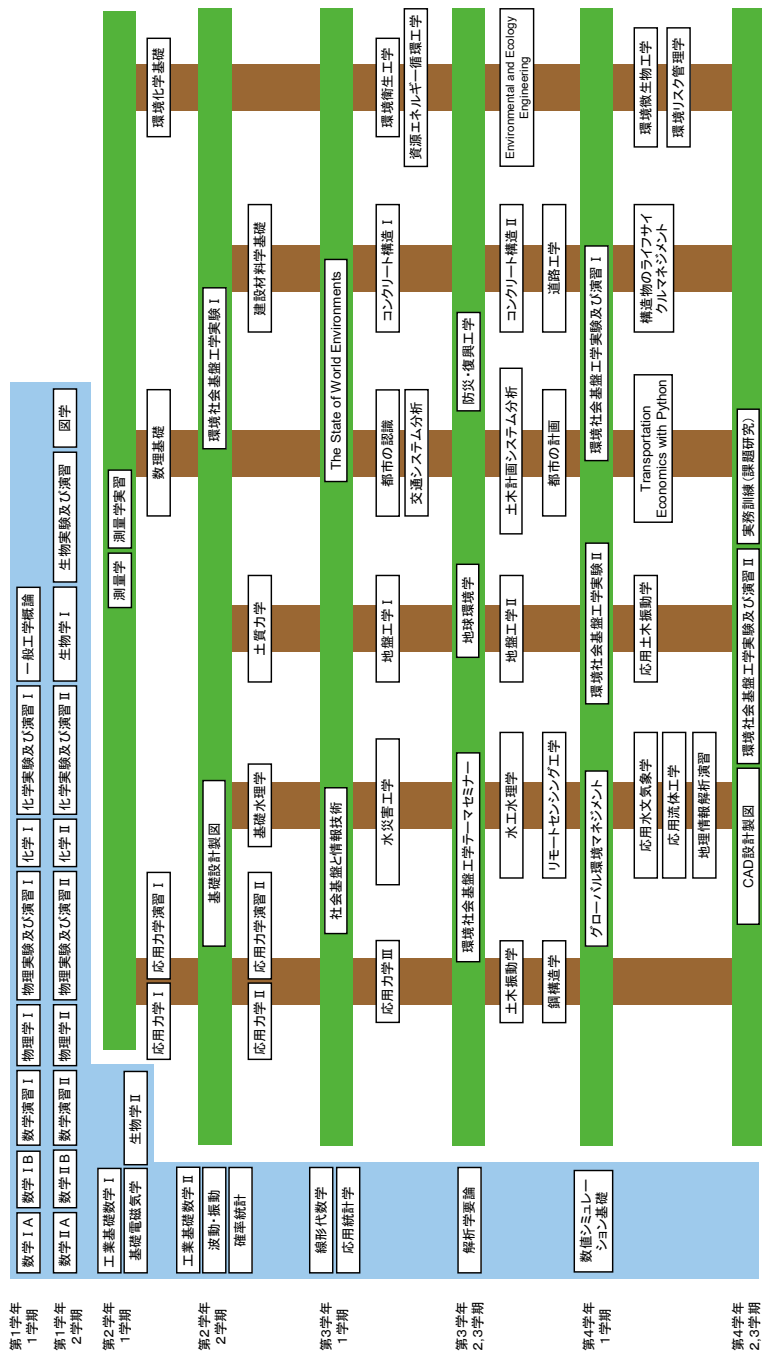 第1学年
1学期
数学ⅠA
数学ⅠB
数学演習Ⅰ
物理学Ⅰ
物理実験及び演習Ⅰ
化学Ⅰ
化学実験及び演習Ⅰ
一般工学概論
第1学年
2学期
数学ⅡA
数学ⅡB
数学演習Ⅱ
物理学Ⅱ
物理実験及び演習Ⅱ
化学Ⅱ
化学実験及び演習Ⅱ
生物学Ⅰ
生物実験及び演習
図学
第2学年
1学期
工業基礎数学Ⅰ
基礎電磁気学
生物学Ⅱ
測量学
測量学実習
応用力学Ⅰ
応用力学演習Ⅰ
数理基礎
環境化学基礎
第2学年
2学期
工業基礎数学Ⅱ
波動・振動
確率統計
基礎設計製図
環境社会基盤工学実験Ⅰ
応用力学Ⅱ
応用力学演習Ⅱ
基礎水理学
土質力学
建設材料学基礎
第3学年
1学期
線形代数学
応用統計学
社会基盤と情報技術
The State of World Environments
応用力学Ⅲ
水災害工学
地盤工学Ⅰ
都市の認識
交通システム分析
コンクリート構造Ⅰ
環境衛生工学
資源エネルギー循環工学
第3学年
2,3学期
解析学要論
環境社会基盤工学テーマセミナー
地球環境学
防災・復興工学
土木振動学
鋼構造学
水工水理学
リモートセンシング工学
地盤工学Ⅱ
土木計画システム分析
都市の計画
コンクリート構造Ⅱ
道路工学
Environmental and Ecology
Engineering
第4学年
1学期
数値シミュレー
ション基礎
グローバル環境マネジメント
環境社会基盤工学実験Ⅱ
環境社会基盤工学実験及び演習Ⅰ
応用水文気象学
応用流体工学
地理情報解析演習
応用土木振動学
Transportation
Economics with Python
構造物のライフサイ
クルマネジメント
環境微生物工学
環境リスク管理学
第4学年
2,3学期
CAD設計製図
環境社会基盤工学実験及び演習Ⅱ
実務訓練(課題研究)